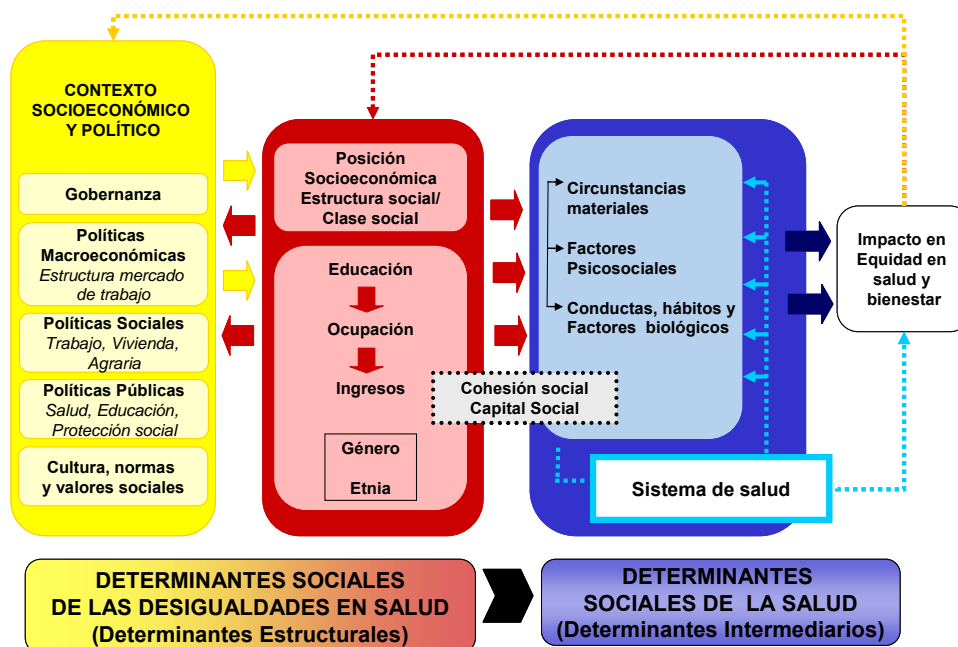 CONTEXTO
SOCIOECONÓMICO
Y POLÍTICO
Gobernanza
Políticas
Macroeconómicas
Estructura mercado
de trabajo
Políticas Sociales
Trabajo, Vivienda,
Agraria
Políticas Públicas
Salud, Educación,
Protección social
Cultura, normas
y valores sociales
Posición
Socioeconómica
Estructura social/
Clase social
Educación
Ocupación
Ingresos
Género
Etnia
Cohesión social
Capital Social
Circunstancias
materiales
Factores
Psicosociales
Conductas, hábitos y
Factores biológicos
Sistema de salud
Impacto en
Equidad en
salud y
bienestar
DETERMINANTES SOCIALES
DE LAS DESIGUALDADES EN SALUD
(Determinantes Estructurales)
DETERMINANTES
SOCIALES DE LA SALUD
(Determinantes Intermediarios)